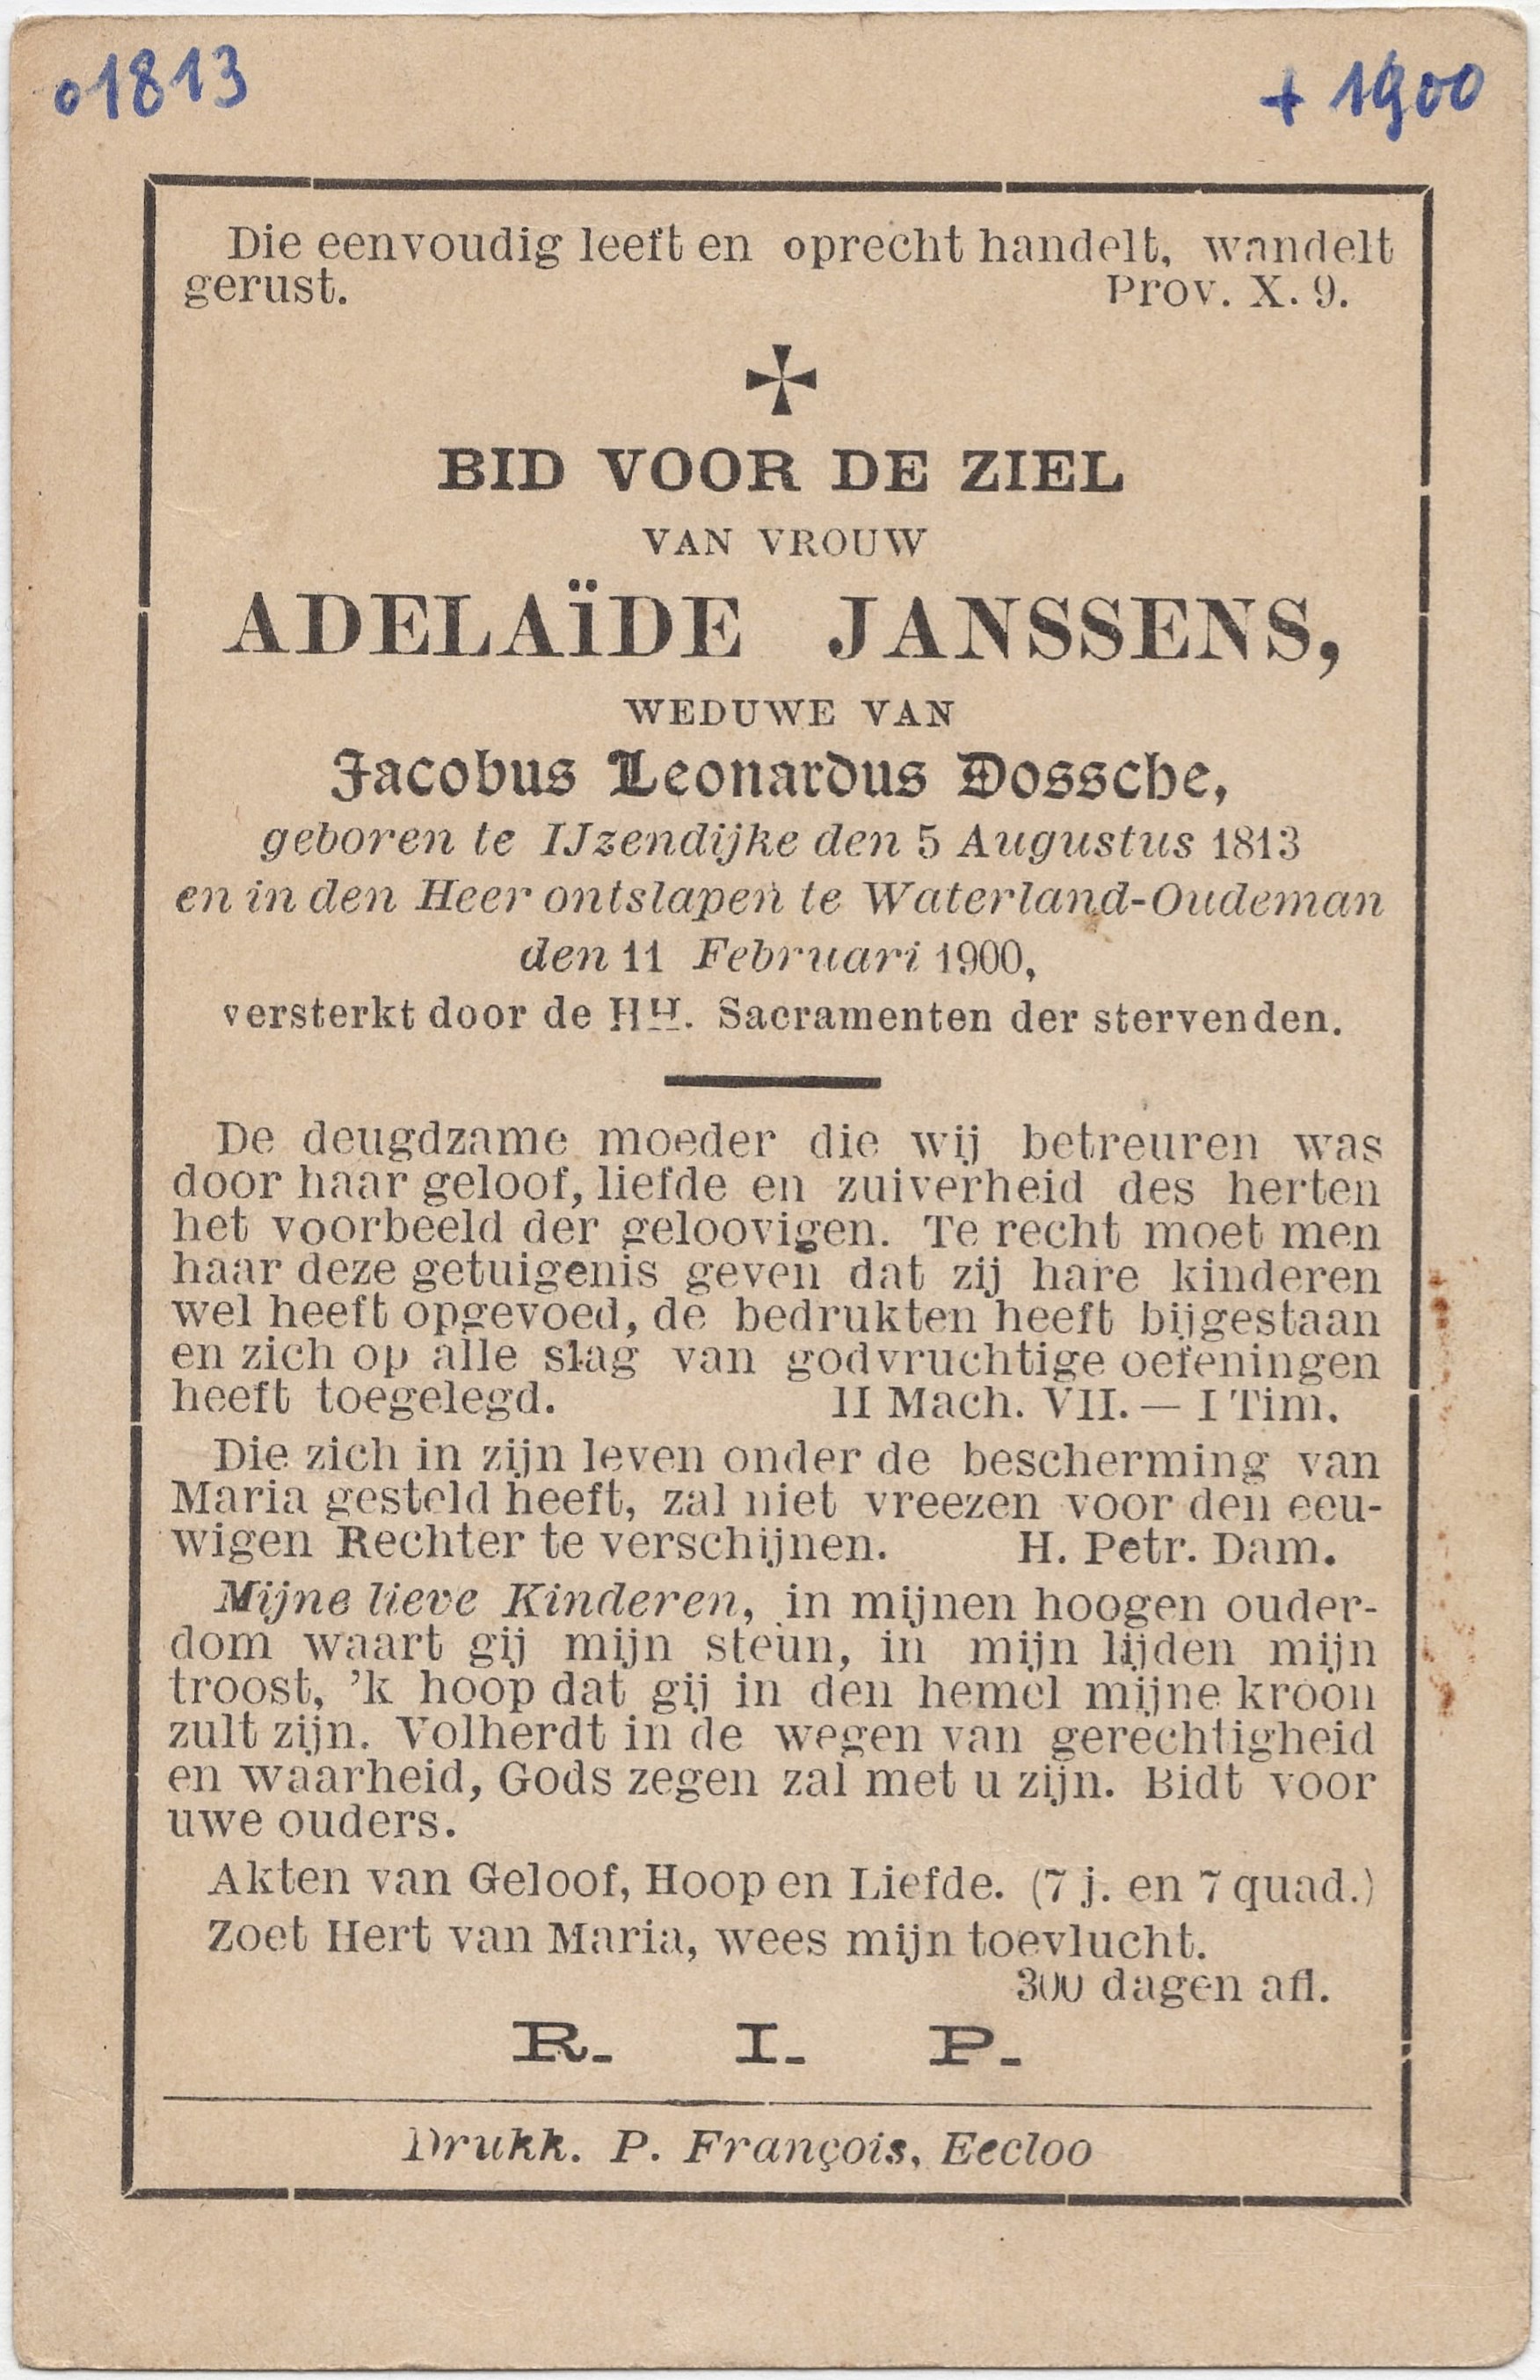 o1813
+ 1900
Die eenvoudig leeft en oprecht handelt, wandelt
gerust. Prov. X. 9.
BID VOOR DE ZIEL
VAN VROUW
ADELAÏDE JANSSENS,
WEDUWE VAN
Jacobus Leonardus Dossche,
geboren te IJzendijke den 5 Augustus 1813
en in den Heer ontslapen te Waterland-Oudeman
den 11 Februari 1900,
versterkt door de HH. Sacramenten der stervenden.
De deugdzame moeder die wij betreuren was
door haar geloof, liefde en zuiverheid des herten
het voorbeeld der geloovigen. Te recht moet men
haar deze getuigenis geven dat zij hare kinderen
wel heeft opgevoed, de bedrukten heeft bijgestaan
en zich op alle slag van godvruchtige oefeningen
heeft toegelegd. II Mach. VII. — I Tim.
Die zich in zijn leven onder de bescherming van
Maria gesteld heeft, zal niet vreezen voor den eeu-
wigen Rechter te verschijnen. H. Petr. Dam.
Mijne lieve Kinderen, in mijnen hoogen ouder-
dom waart gij mijn steun, in mijn lijden mijn
troost, 'k hoop dat gij in den hemel mijne kroon
zult zijn. Volherdt in de wegen van gerechtigheid
en waarheid, Gods zegen zal met u zijn. Bidt voor
uwe ouders.
Akten van Geloof, Hoop en Liefde. (7 j. en 7 quad.)
Zoet Hert van Maria, wees mijn toevlucht.
300 dagen afl.
R. I. P.
Drukk. P. François, Eecloo